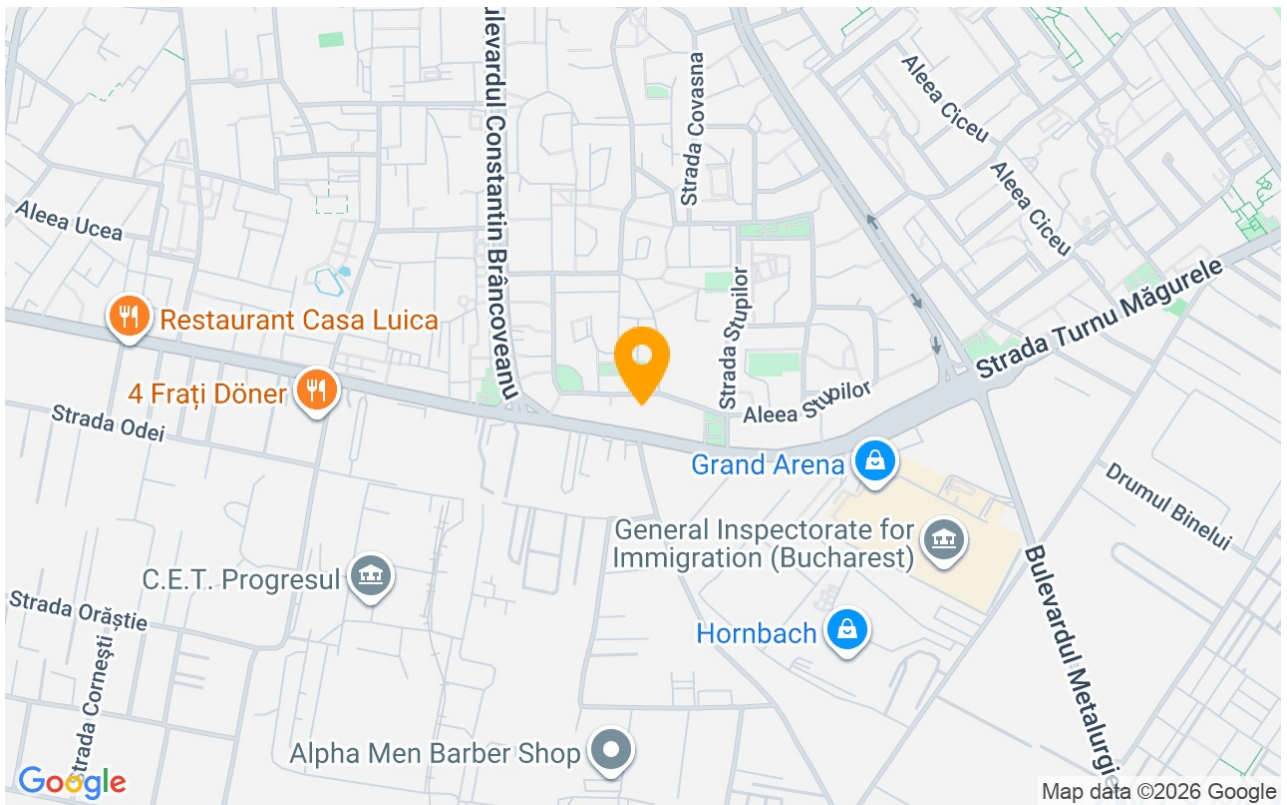 ulevardul Constantin Brâncoveanu
Strada Covasna
Aleea Ciceu
Aleea Ciceu
Aleea Ucea
Strada Turnu Măgurele
Restaurant Casa Luica
Strada Stupilor
4 Frați Döner
Aleea Stupilor
Strada Odei
Grand Arena
Drumul Binelui
General Inspectorate for
Immigration (Bucharest)
C.E.T. Progresul
Strada Orăștie
Hornbach
Strada Cornești
Bulevardul Metalurgie
Alpha Men Barber Shop
Google
Map data ©2026 Google